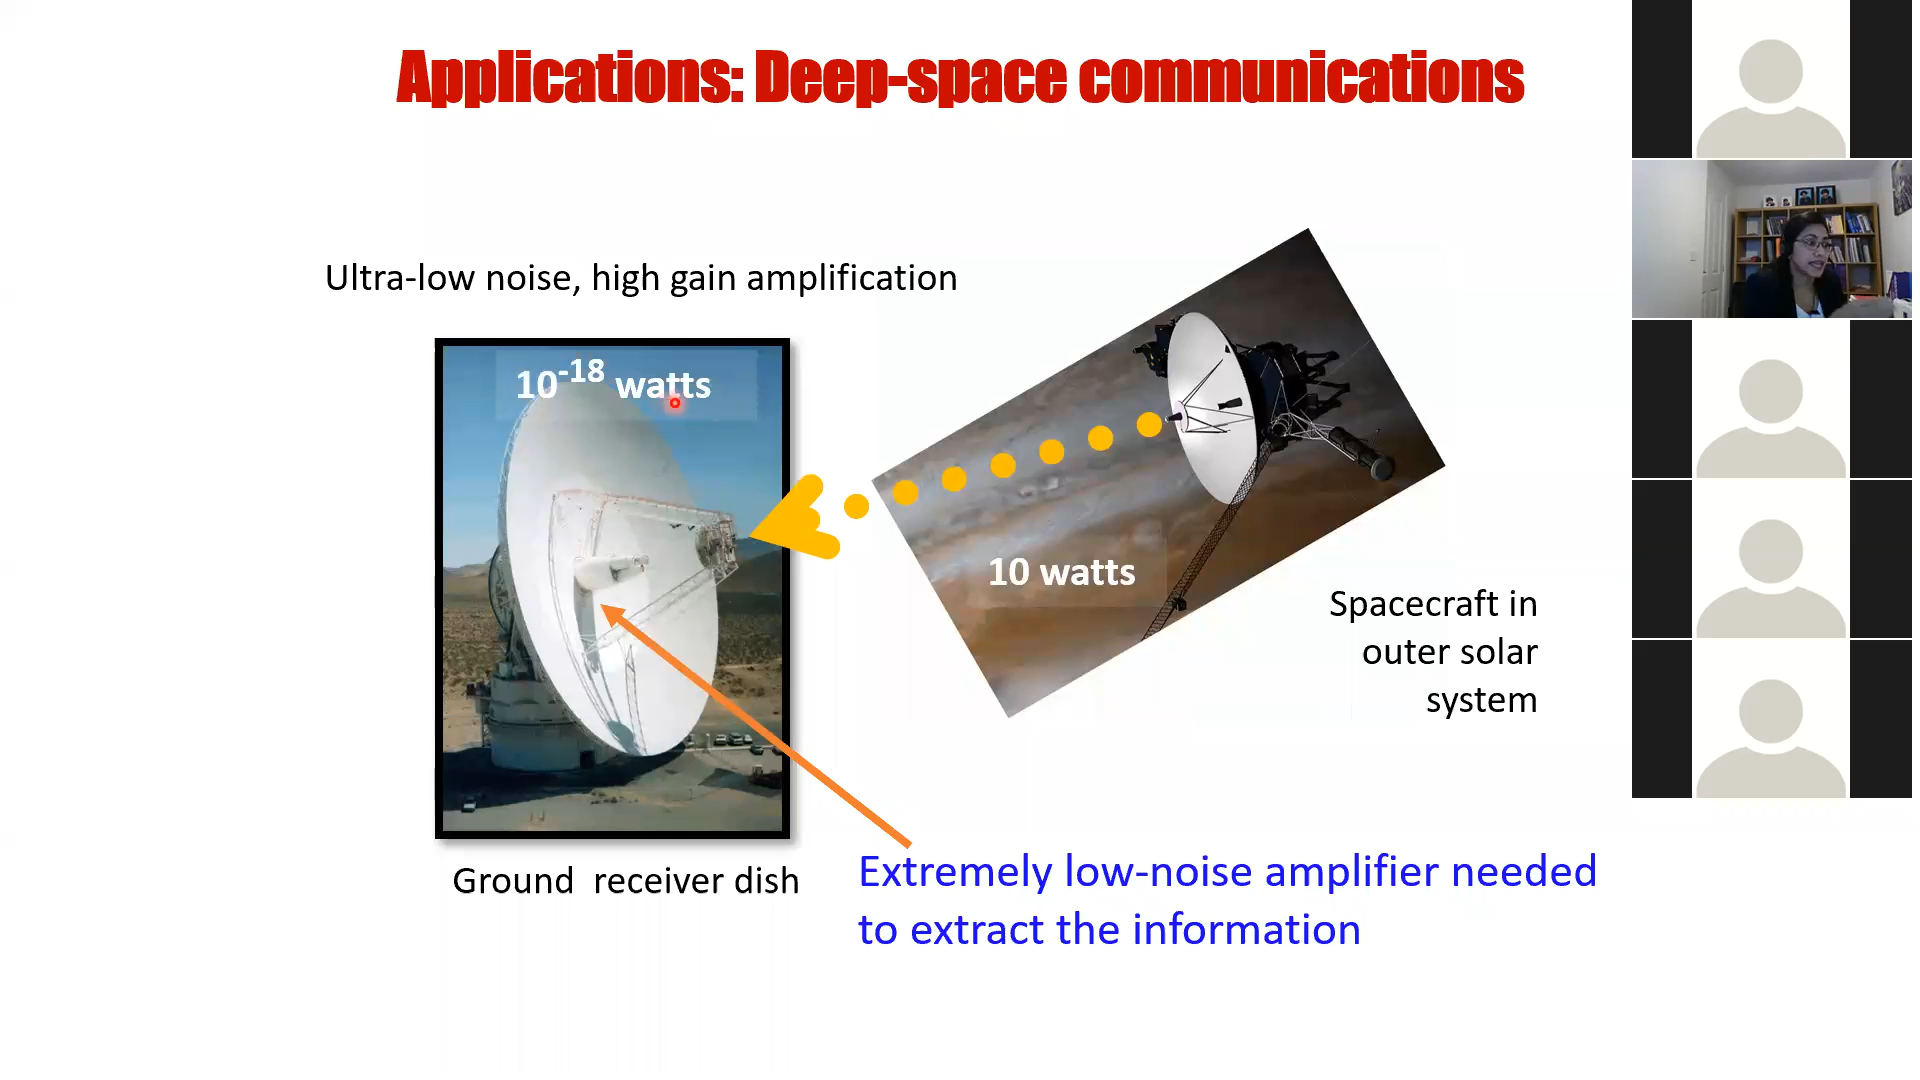 Applications: Deep-space communications
Ultra-low noise, high gain amplification
10-18 watts
10 watts
Spacecraft in
outer solar
system
Ground receiver dish
Extremely low-noise amplifier needed
to extract the information